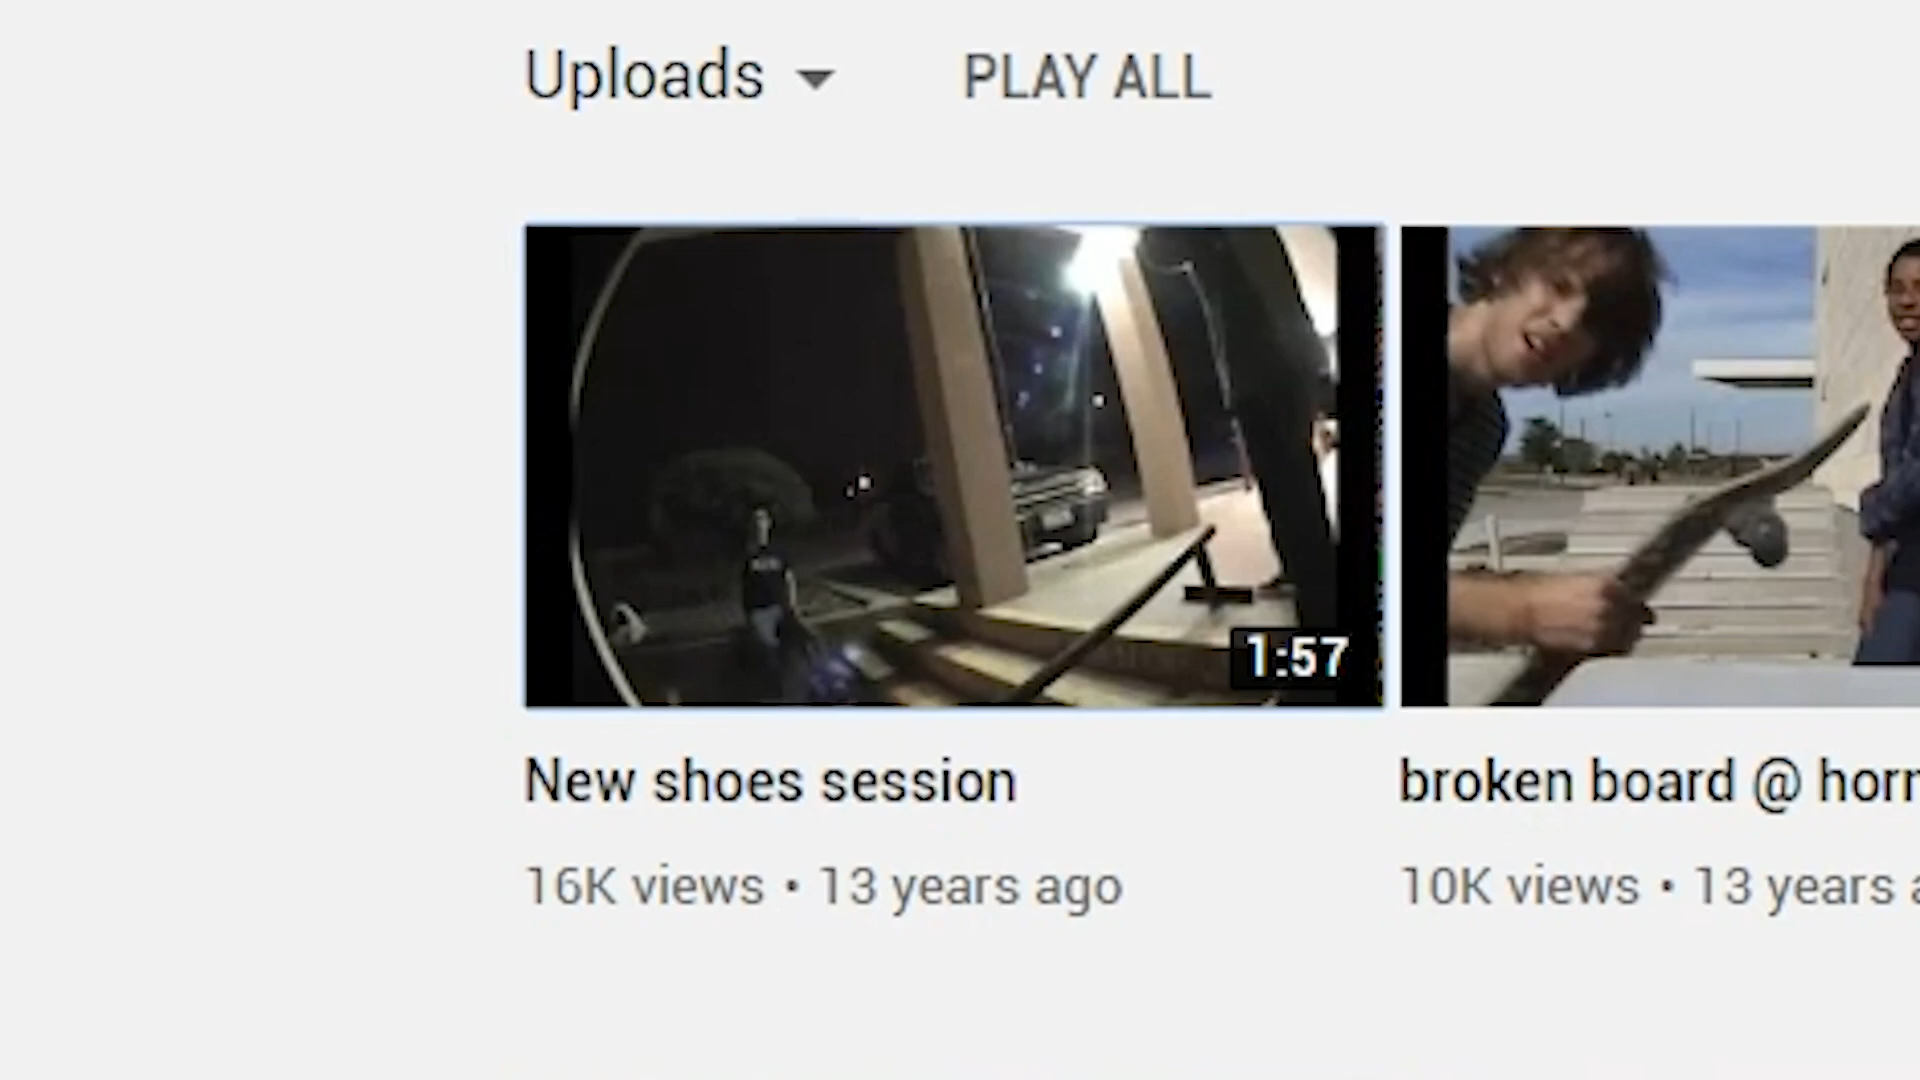 Uploads PLAY ALL
1:57
New shoes session
broken board @ horn
16K views • 13 years ago
10K views • 13 years a